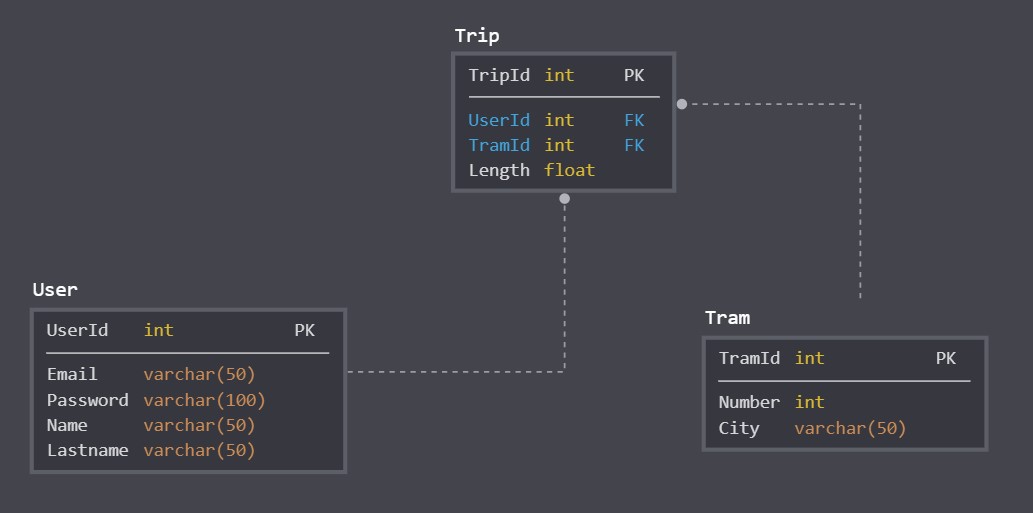 Trip
TripId int PK
UserId int FK
TramId int FK
Length float
User
UserId int PK
Email varchar(50)
Password varchar(100)
Name varchar(50)
Lastname varchar(50)
Tram
TramId int PK
Number int
City varchar(50)